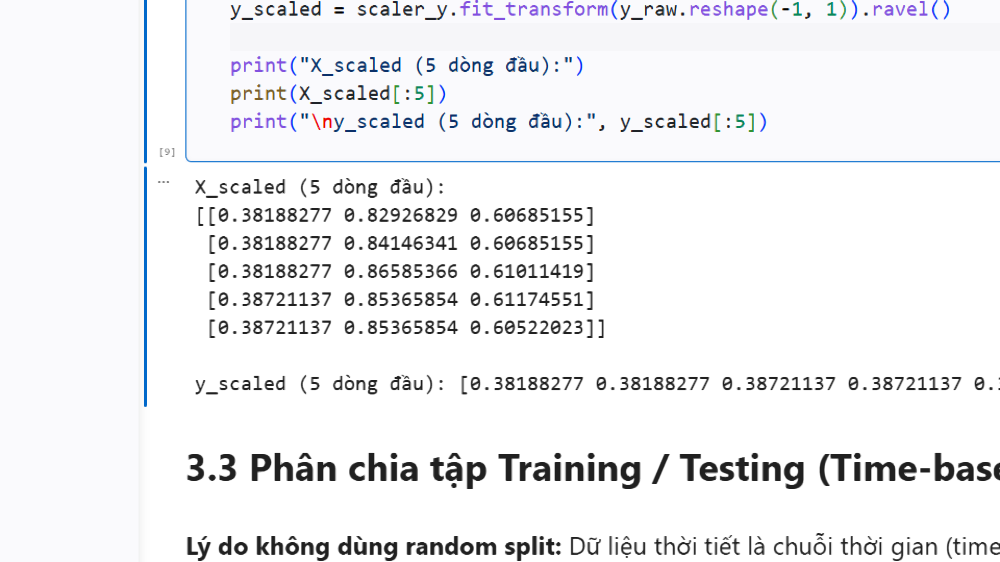 y_scaled = scaler_y.fit_transform(y_raw.reshape(-1, 1)).ravel()
print("X_scaled (5 dòng đầu):")
print(X_scaled[:5])
print("\ny_scaled (5 dòng đầu):", y_scaled[:5])
[9]
...
X_scaled (5 dòng đầu):
[[0.38188277 0.82926829 0.60685155]
[0.38188277 0.84146341 0.60685155]
[0.38188277 0.86585366 0.61011419]
[0.38721137 0.85365854 0.61174551]
[0.38721137 0.85365854 0.60522023]]
y_scaled (5 dòng đầu): [0.38188277 0.38188277 0.38721137 0.38721137 0.
3.3 Phân chia tập Training / Testing (Time-base
Lý do không dùng random split: Dữ liệu thời tiết là chuỗi thời gian (time